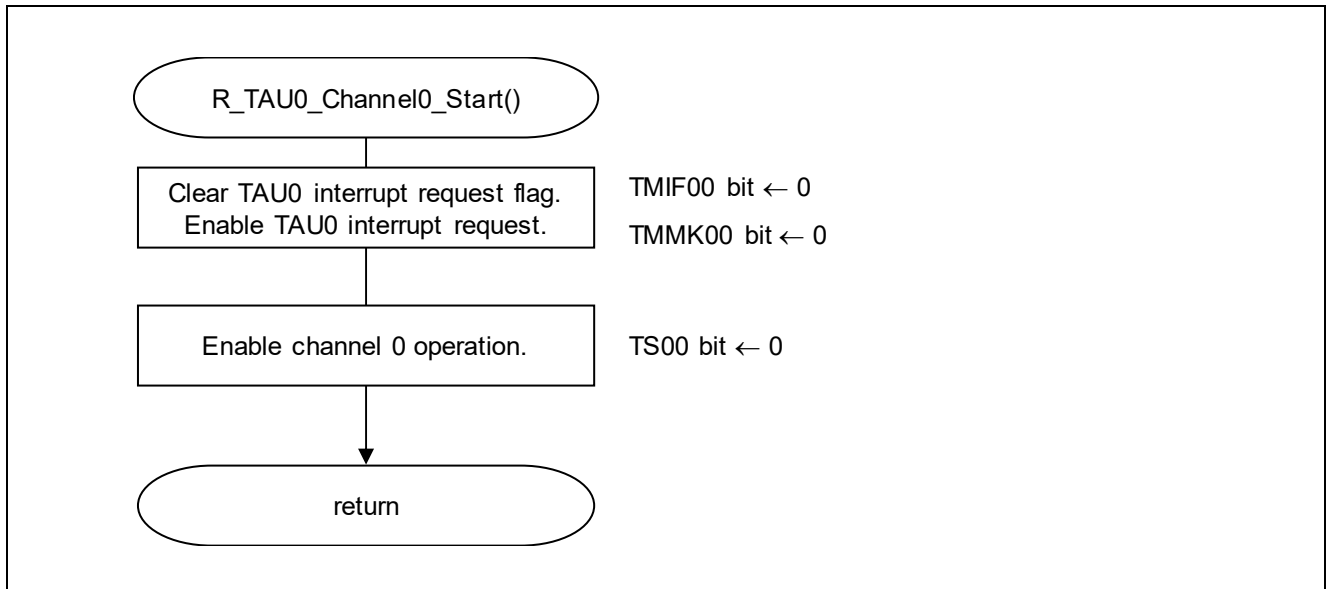 R_TAU0_Channel0_Start()
Clear TAU0 interrupt request flag.
Enable TAU0 interrupt request.
TMIF00 bit ← 0
TMMK00 bit ← 0
Enable channel 0 operation.
TS00 bit ← 0
return